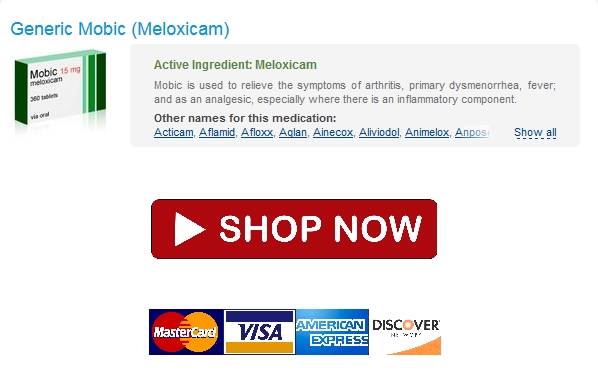 Generic Mobic (Meloxicam)
Mobic 15 mg
meloxicam
360 tablets
via oral
Active Ingredient: Meloxicam
Mobic is used to relieve the symptoms of arthritis, primary dysmenorrhea, fever;
and as an analgesic, especially where there is an inflammatory component.
Other names for this medication:
Acticam, Aflamid, Afloxx, Aglan, Ainecox, Aliviodol, Animelox, Anpos
Show all
SHOP NOW
MasterCard
VISA
AMERICAN EXPRESS
DISCOVER
NETWORK